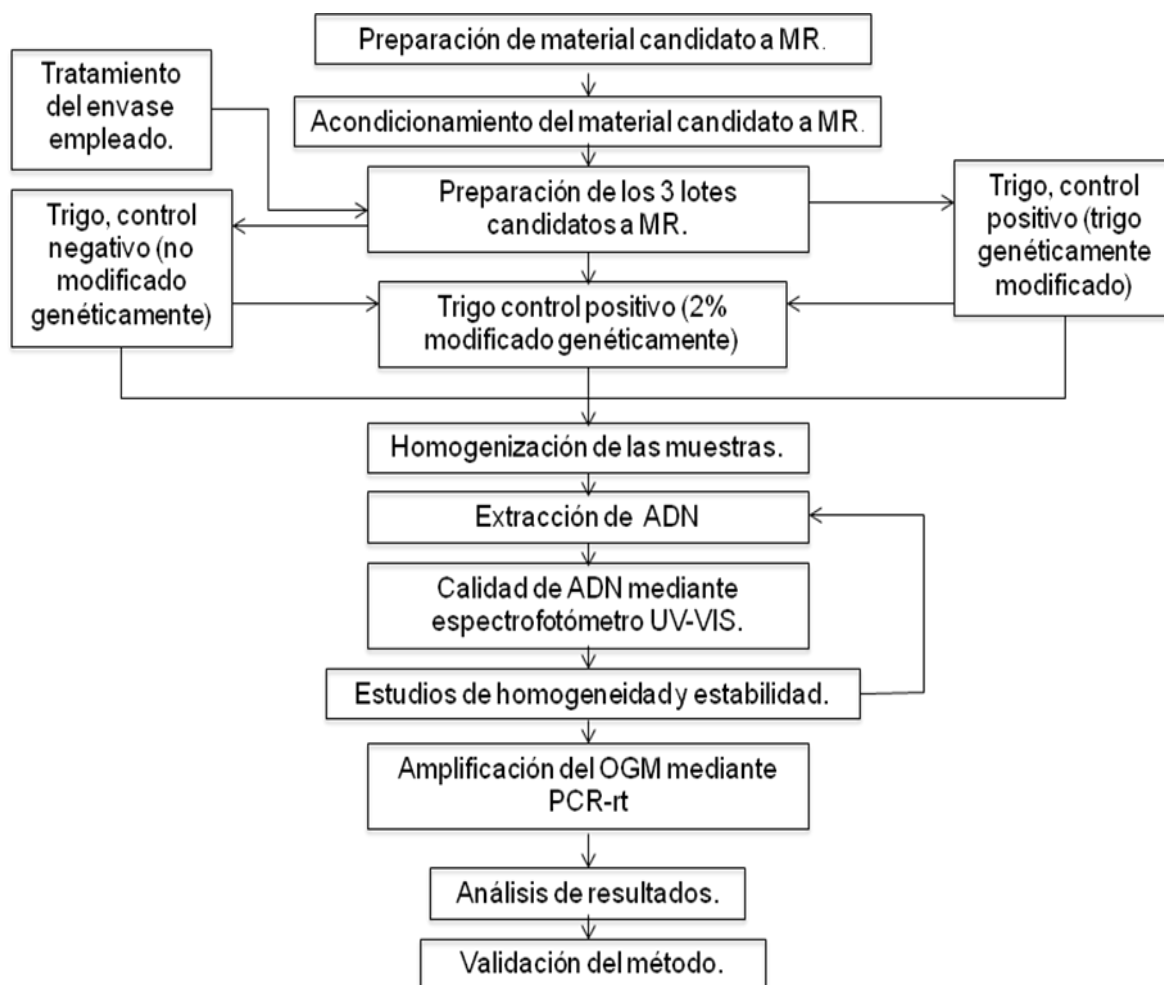 Preparación de material candidato a MR.
Tratamiento
del envase
empleado.
Acondicionamiento del material candidato a MR.
Preparación de los 3 lotes
candidatos a MR.
Trigo, control
negativo (no
modificado
genéticamente)
Trigo, control
positivo (trigo
genéticamente
modificado)
Trigo control positivo (2%
modificado genéticamente)
Homogenización de las muestras.
Extracción de ADN
Calidad de ADN mediante
espectrofotómetro UV-VIS.
Estudios de homogeneidad y estabilidad.
Amplificación del OGM mediante
PCR-rt
Análisis de resultados.
Validación del método.